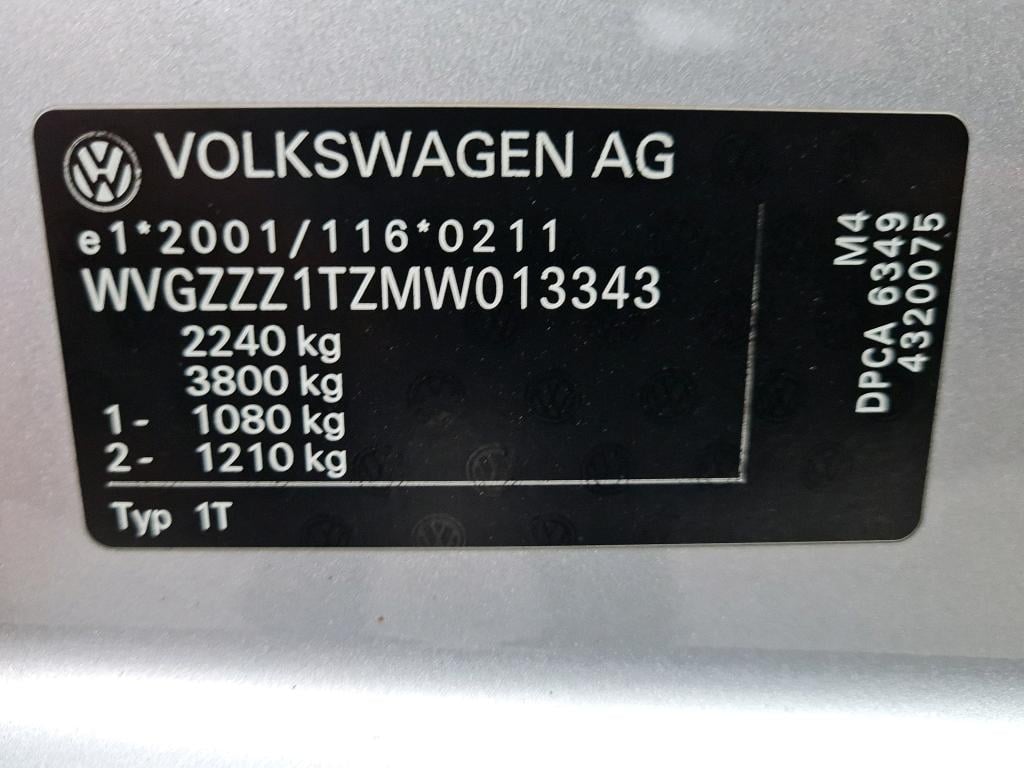 VOLKSWAGEN AG
e1*2001/116*0211
WVGZZZ1TZMW013343
2240 kg
3800 kg
1- 1080 kg
2- 1210 kg
Typ 1T
M4
DPCA 6349
4320075